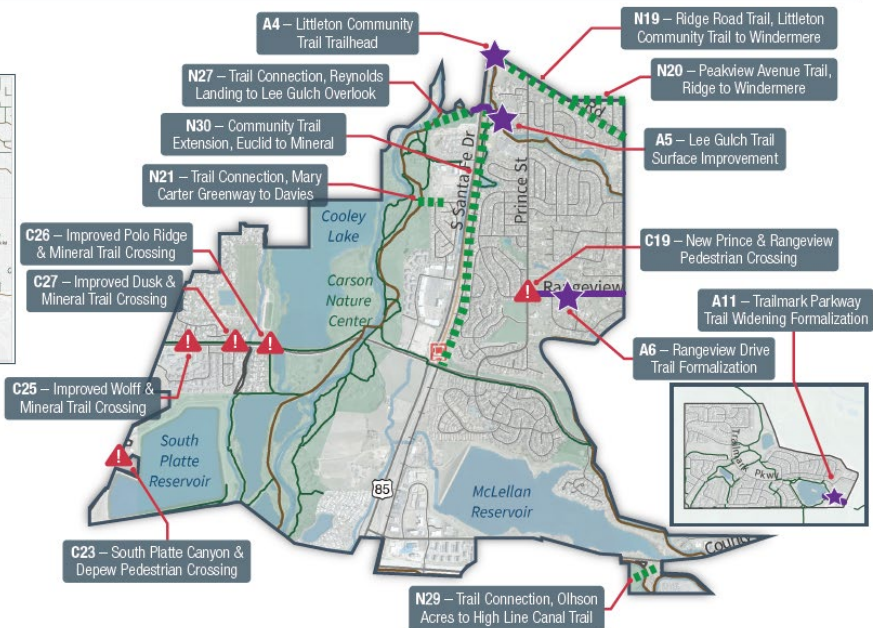 A4 – Littleton Community
Trail Trailhead
N19 – Ridge Road Trail, Littleton
Community Trail to Windermere
N27 – Trail Connection, Reynolds
Landing to Lee Gulch Overlook
N20 – Peakview Avenue Trail,
Ridge to Windermere
Rd
N30 – Community Trail
Extension, Euclid to Mineral
A5 – Lee Gulch Trail
Surface Improvement
S Santa Fe Dr
Prince St
N21 – Trail Connection, Mary
Carter Greenway to Davies
Cooley
Lake
C26 – Improved Polo Ridge
& Mineral Trail Crossing
C19 – New Prince & Rangeview
Pedestrian Crossing
C27 – Improved Dusk &
Mineral Trail Crossing
Carson
Nature
Center
Rangeview
A11 – Trailmark Parkway
Trail Widening Formalization
A6 – Rangeview Drive
Trail Formalization
C25 – Improved Wolff &
Mineral Trail Crossing
Trailmark Pkwy
South
Platte
Reservoir
85
McLellan
Reservoir
County
C23 – South Platte Canyon &
Depew Pedestrian Crossing
N29 – Trail Connection, Olhson
Acres to High Line Canal Trail